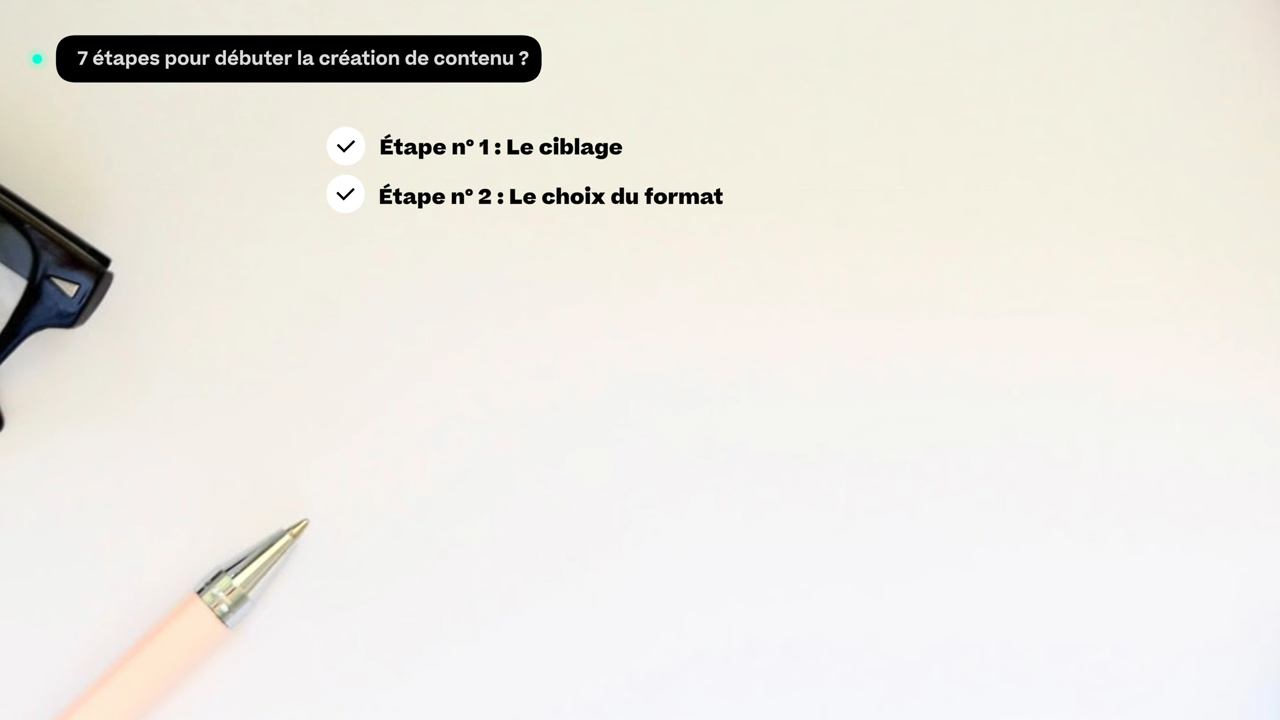 7 étapes pour débuter la création de contenu ?
Étape n° 1 : Le ciblage
Étape n° 2 : Le choix du format